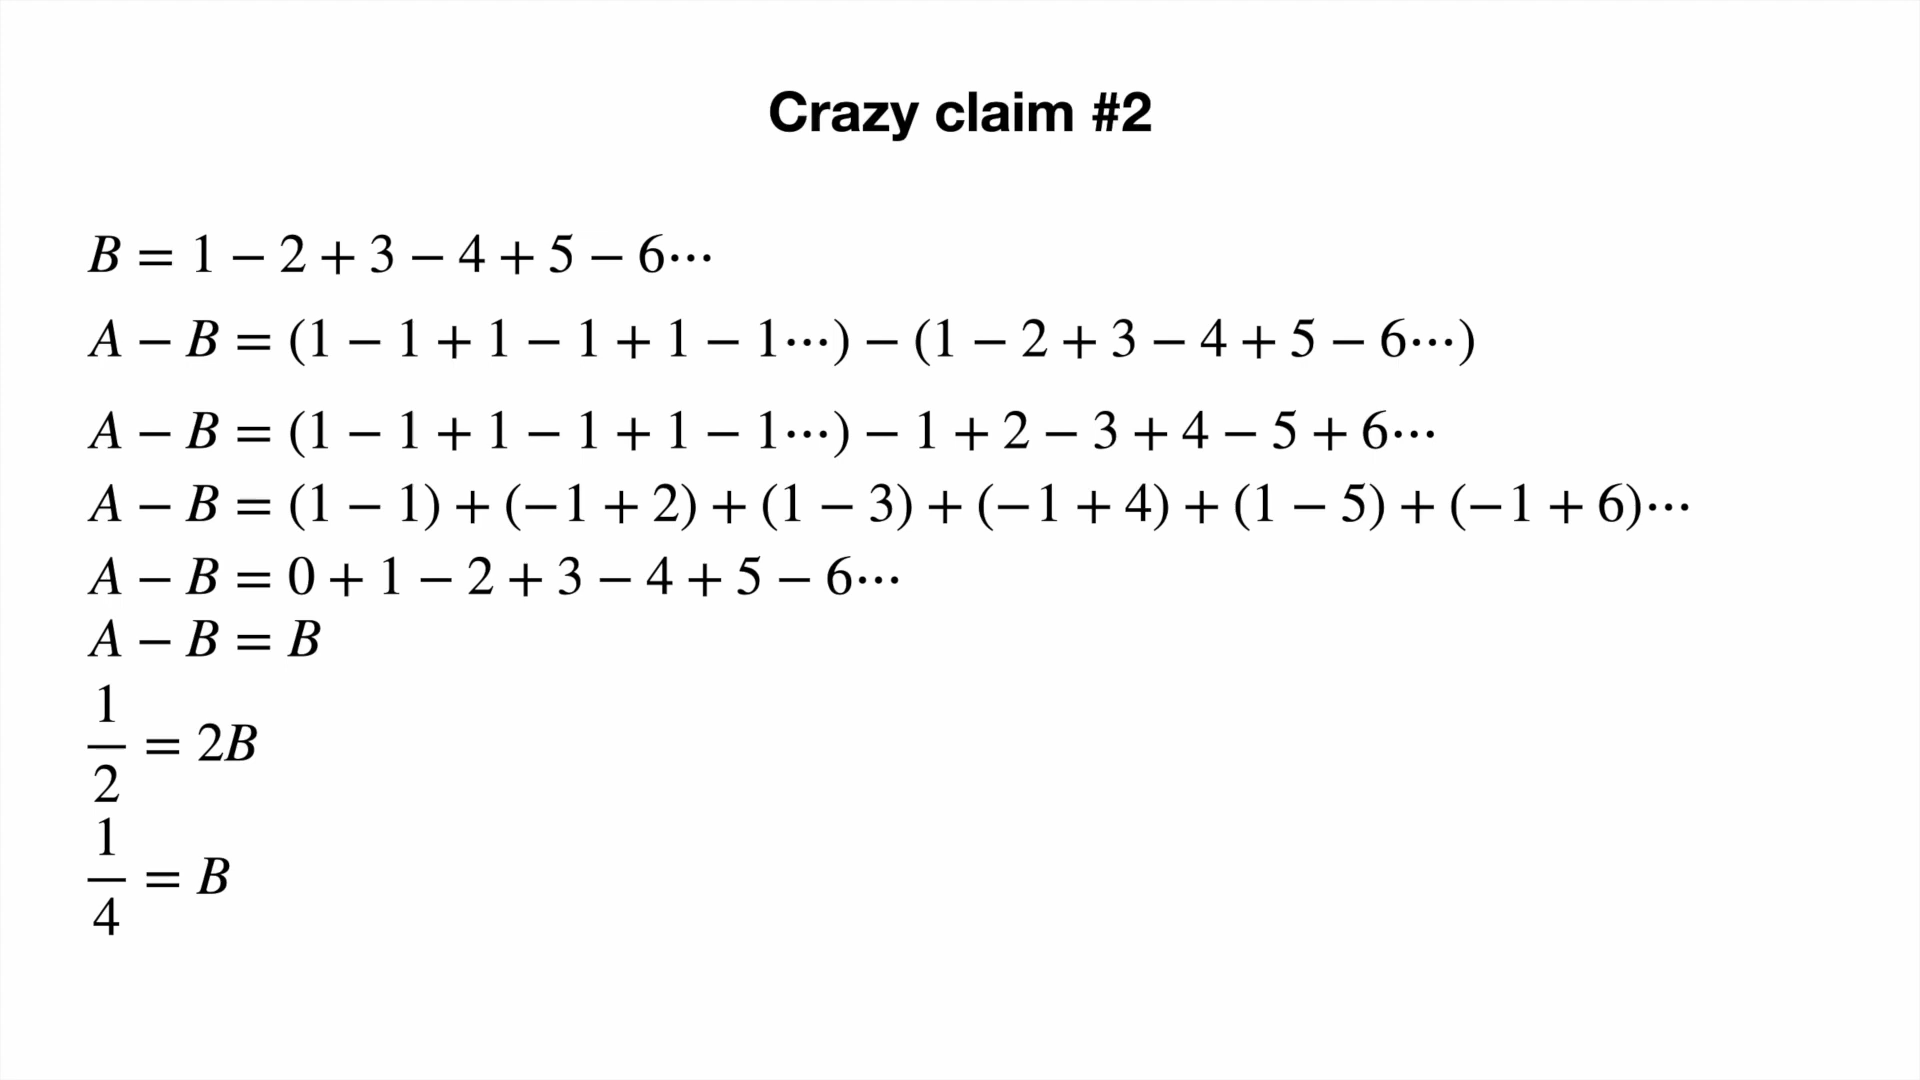 Crazy claim #2
B = 1 − 2 + 3 − 4 + 5 − 6⋯
A − B = (1 − 1 + 1 − 1 + 1 − 1⋯) − (1 − 2 + 3 − 4 + 5 − 6⋯)
A − B = (1 − 1 + 1 − 1 + 1 − 1⋯) − 1 + 2 − 3 + 4 − 5 + 6⋯
A − B = (1 − 1) + (−1 + 2) + (1 − 3) + (−1 + 4) + (1 − 5) + (−1 + 6)⋯
A − B = 0 + 1 − 2 + 3 − 4 + 5 − 6⋯
A − B = B
1/2 = 2B
1/4 = B